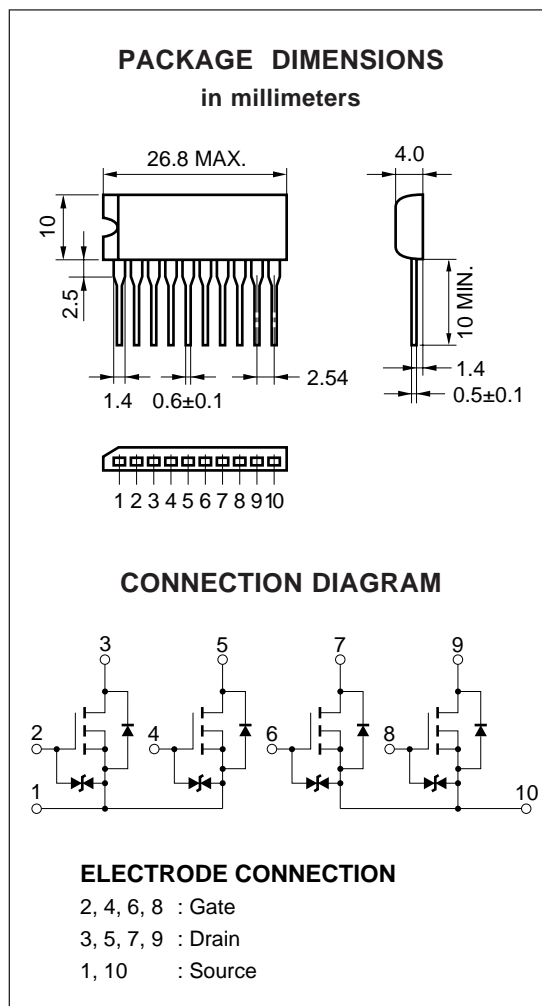 PACKAGE DIMENSIONS
in millimeters
26.8 MAX.
4.0
10
2.5
10 MIN.
2.54
1.4
1.4
0.6±0.1
0.5±0.1
1 2 3 4 5 6 7 8 9 10
CONNECTION DIAGRAM
3 5 7 9
2 4 6 8
1 10
ELECTRODE CONNECTION
2, 4, 6, 8 : Gate
3, 5, 7, 9 : Drain
1, 10 : Source